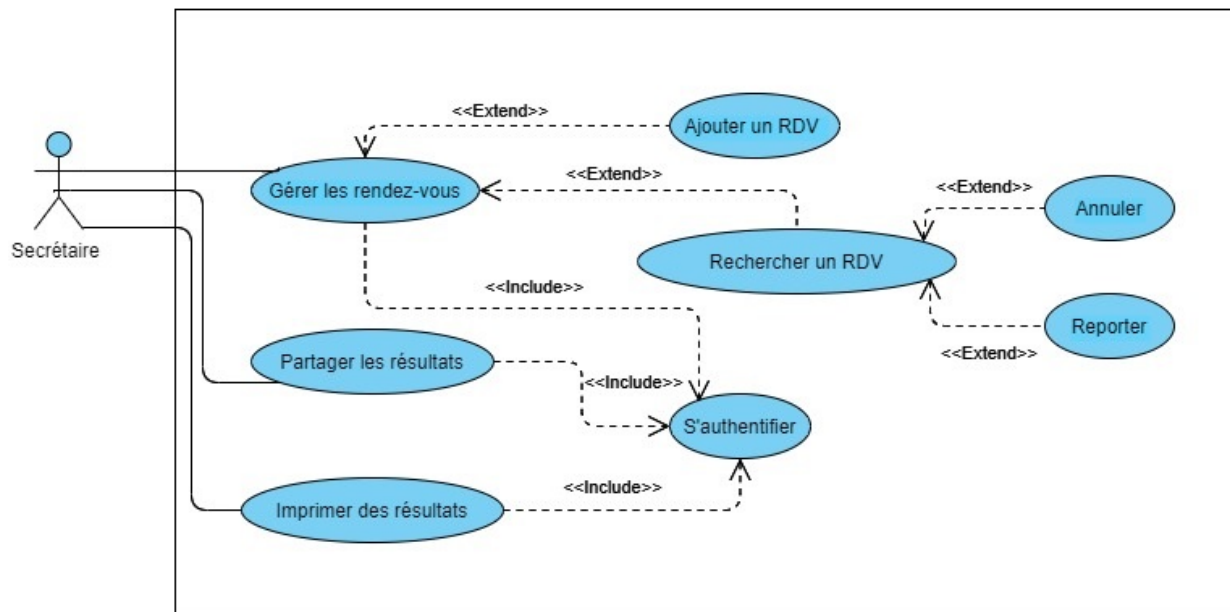 <<Extend>>
Ajouter un RDV
Gérer les rendez-vous
<<Extend>>
<<Extend>>
Annuler
Secrétaire
Rechercher un RDV
<<Include>>
Reporter
<<Extend>>
Partager les résultats
<<Include>>
S'authentifier
<<Include>>
Imprimer des résultats